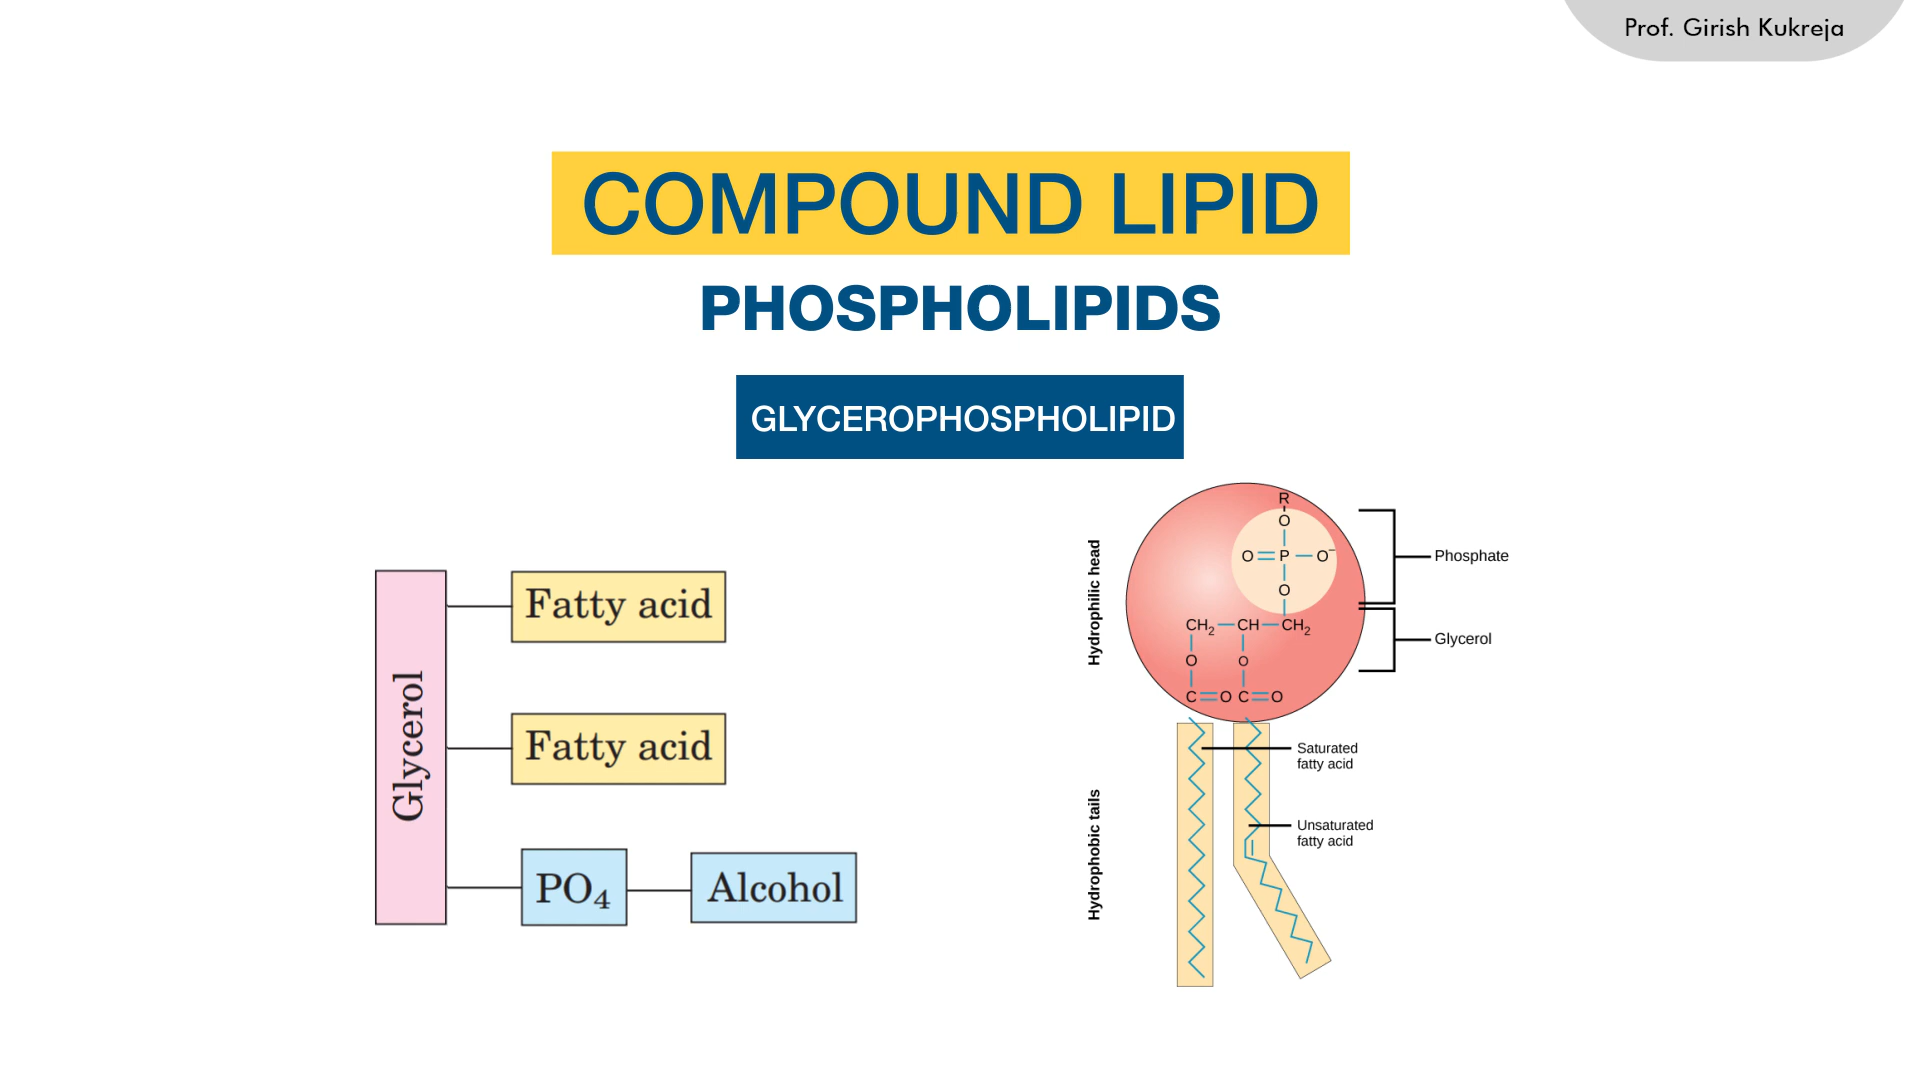 Prof. Girish Kukreja
COMPOUND LIPID
PHOSPHOLIPIDS
GLYCEROPHOSPHOLIPID
Glycerol
Fatty acid
Fatty acid
PO₄
Alcohol
Hydrophilic head
Hydrophobic tails
R
O
O=P–O⁻
O
CH₂–CH–CH₂
O O
C=O C=O
Phosphate
Glycerol
Saturated
fatty acid
Unsaturated
fatty acid